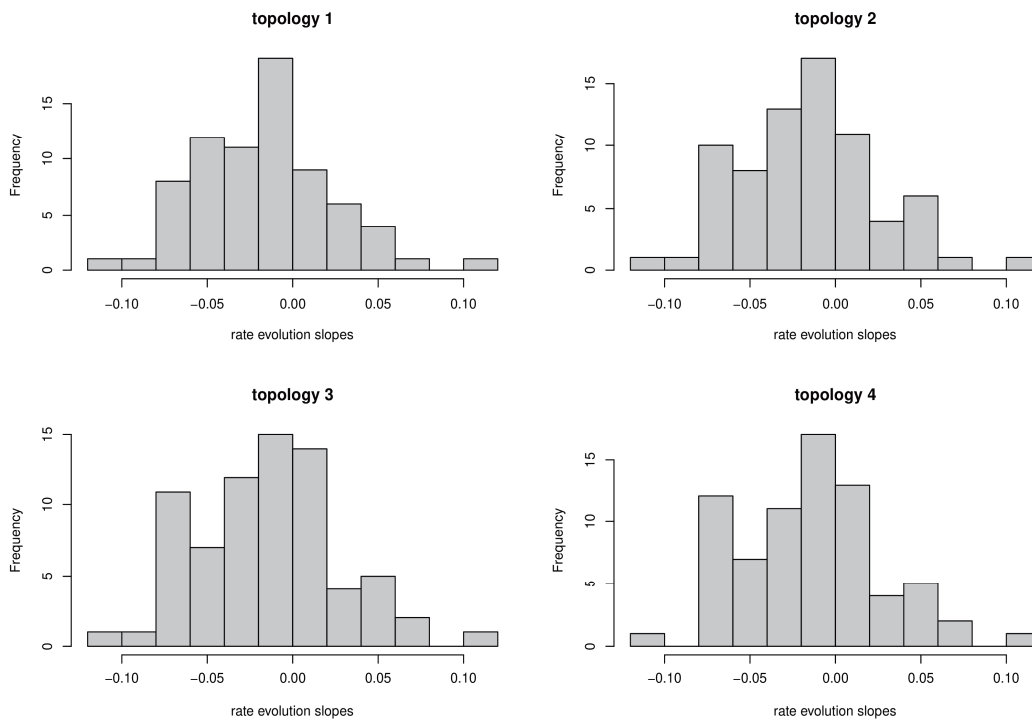 topology 1
Frequency
15
10
5
0
−0.10 −0.05 0.00 0.05 0.10
rate evolution slopes
topology 2
Frequency
15
10
5
0
−0.10 −0.05 0.00 0.05 0.10
rate evolution slopes
topology 3
Frequency
15
10
5
0
−0.10 −0.05 0.00 0.05 0.10
rate evolution slopes
topology 4
Frequency
15
10
5
0
−0.10 −0.05 0.00 0.05 0.10
rate evolution slopes